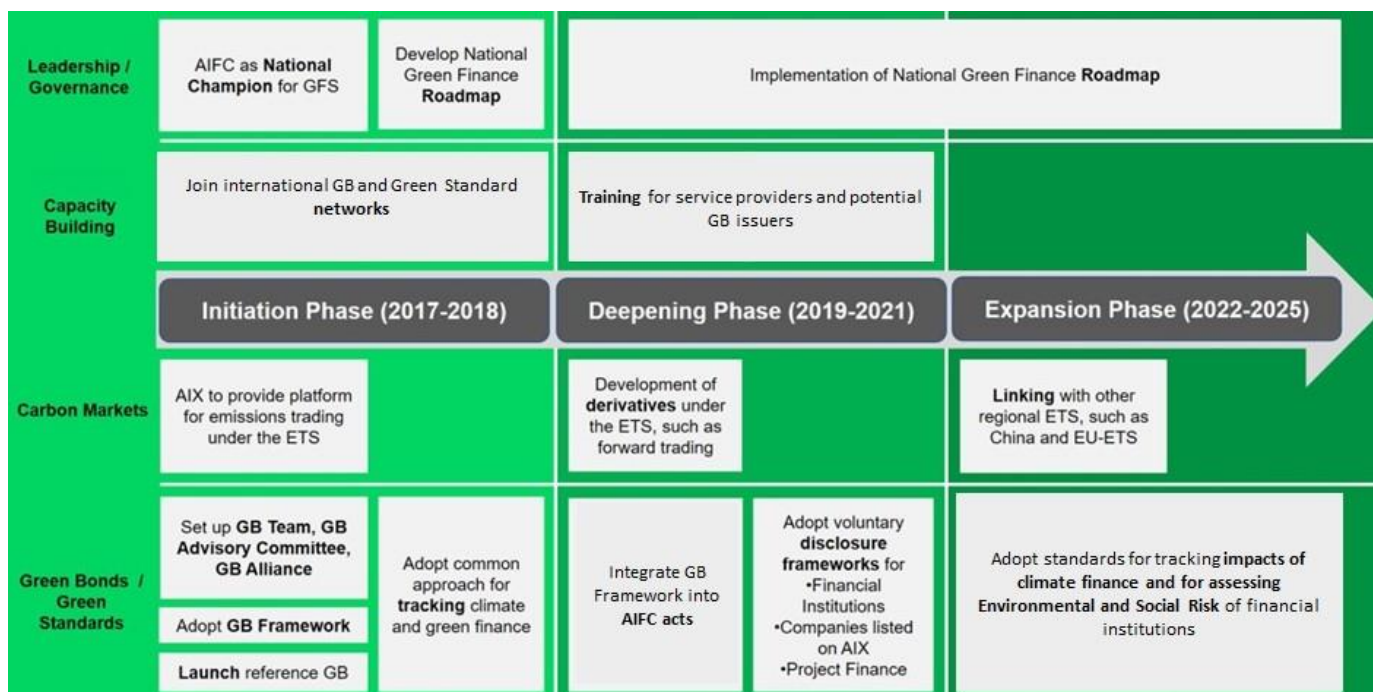 Leadership /
Governance
AIFC as National
Champion for GFS
Develop National
Green Finance
Roadmap
Implementation of National Green Finance Roadmap
Capacity
Building
Join international GB and Green Standard
networks
Training for service providers and potential
GB issuers
Initiation Phase (2017-2018)
Deepening Phase (2019-2021)
Expansion Phase (2022-2025)
Carbon Markets
AIX to provide platform
for emissions trading
under the ETS
Development of
derivatives under
the ETS, such as
forward trading
Linking with other
regional ETS, such as
China and EU-ETS
Green Bonds /
Green
Standards
Set up GB Team, GB
Advisory Committee,
GB Alliance
Adopt GB Framework
Launch reference GB
Adopt common
approach for
tracking climate
and green finance
Integrate GB
Framework into
AIFC acts
Adopt voluntary
disclosure
frameworks for
•Financial
Institutions
•Companies listed
on AIX
•Project Finance
Adopt standards for tracking impacts of
climate finance and for assessing
Environmental and Social Risk of financial
institutions